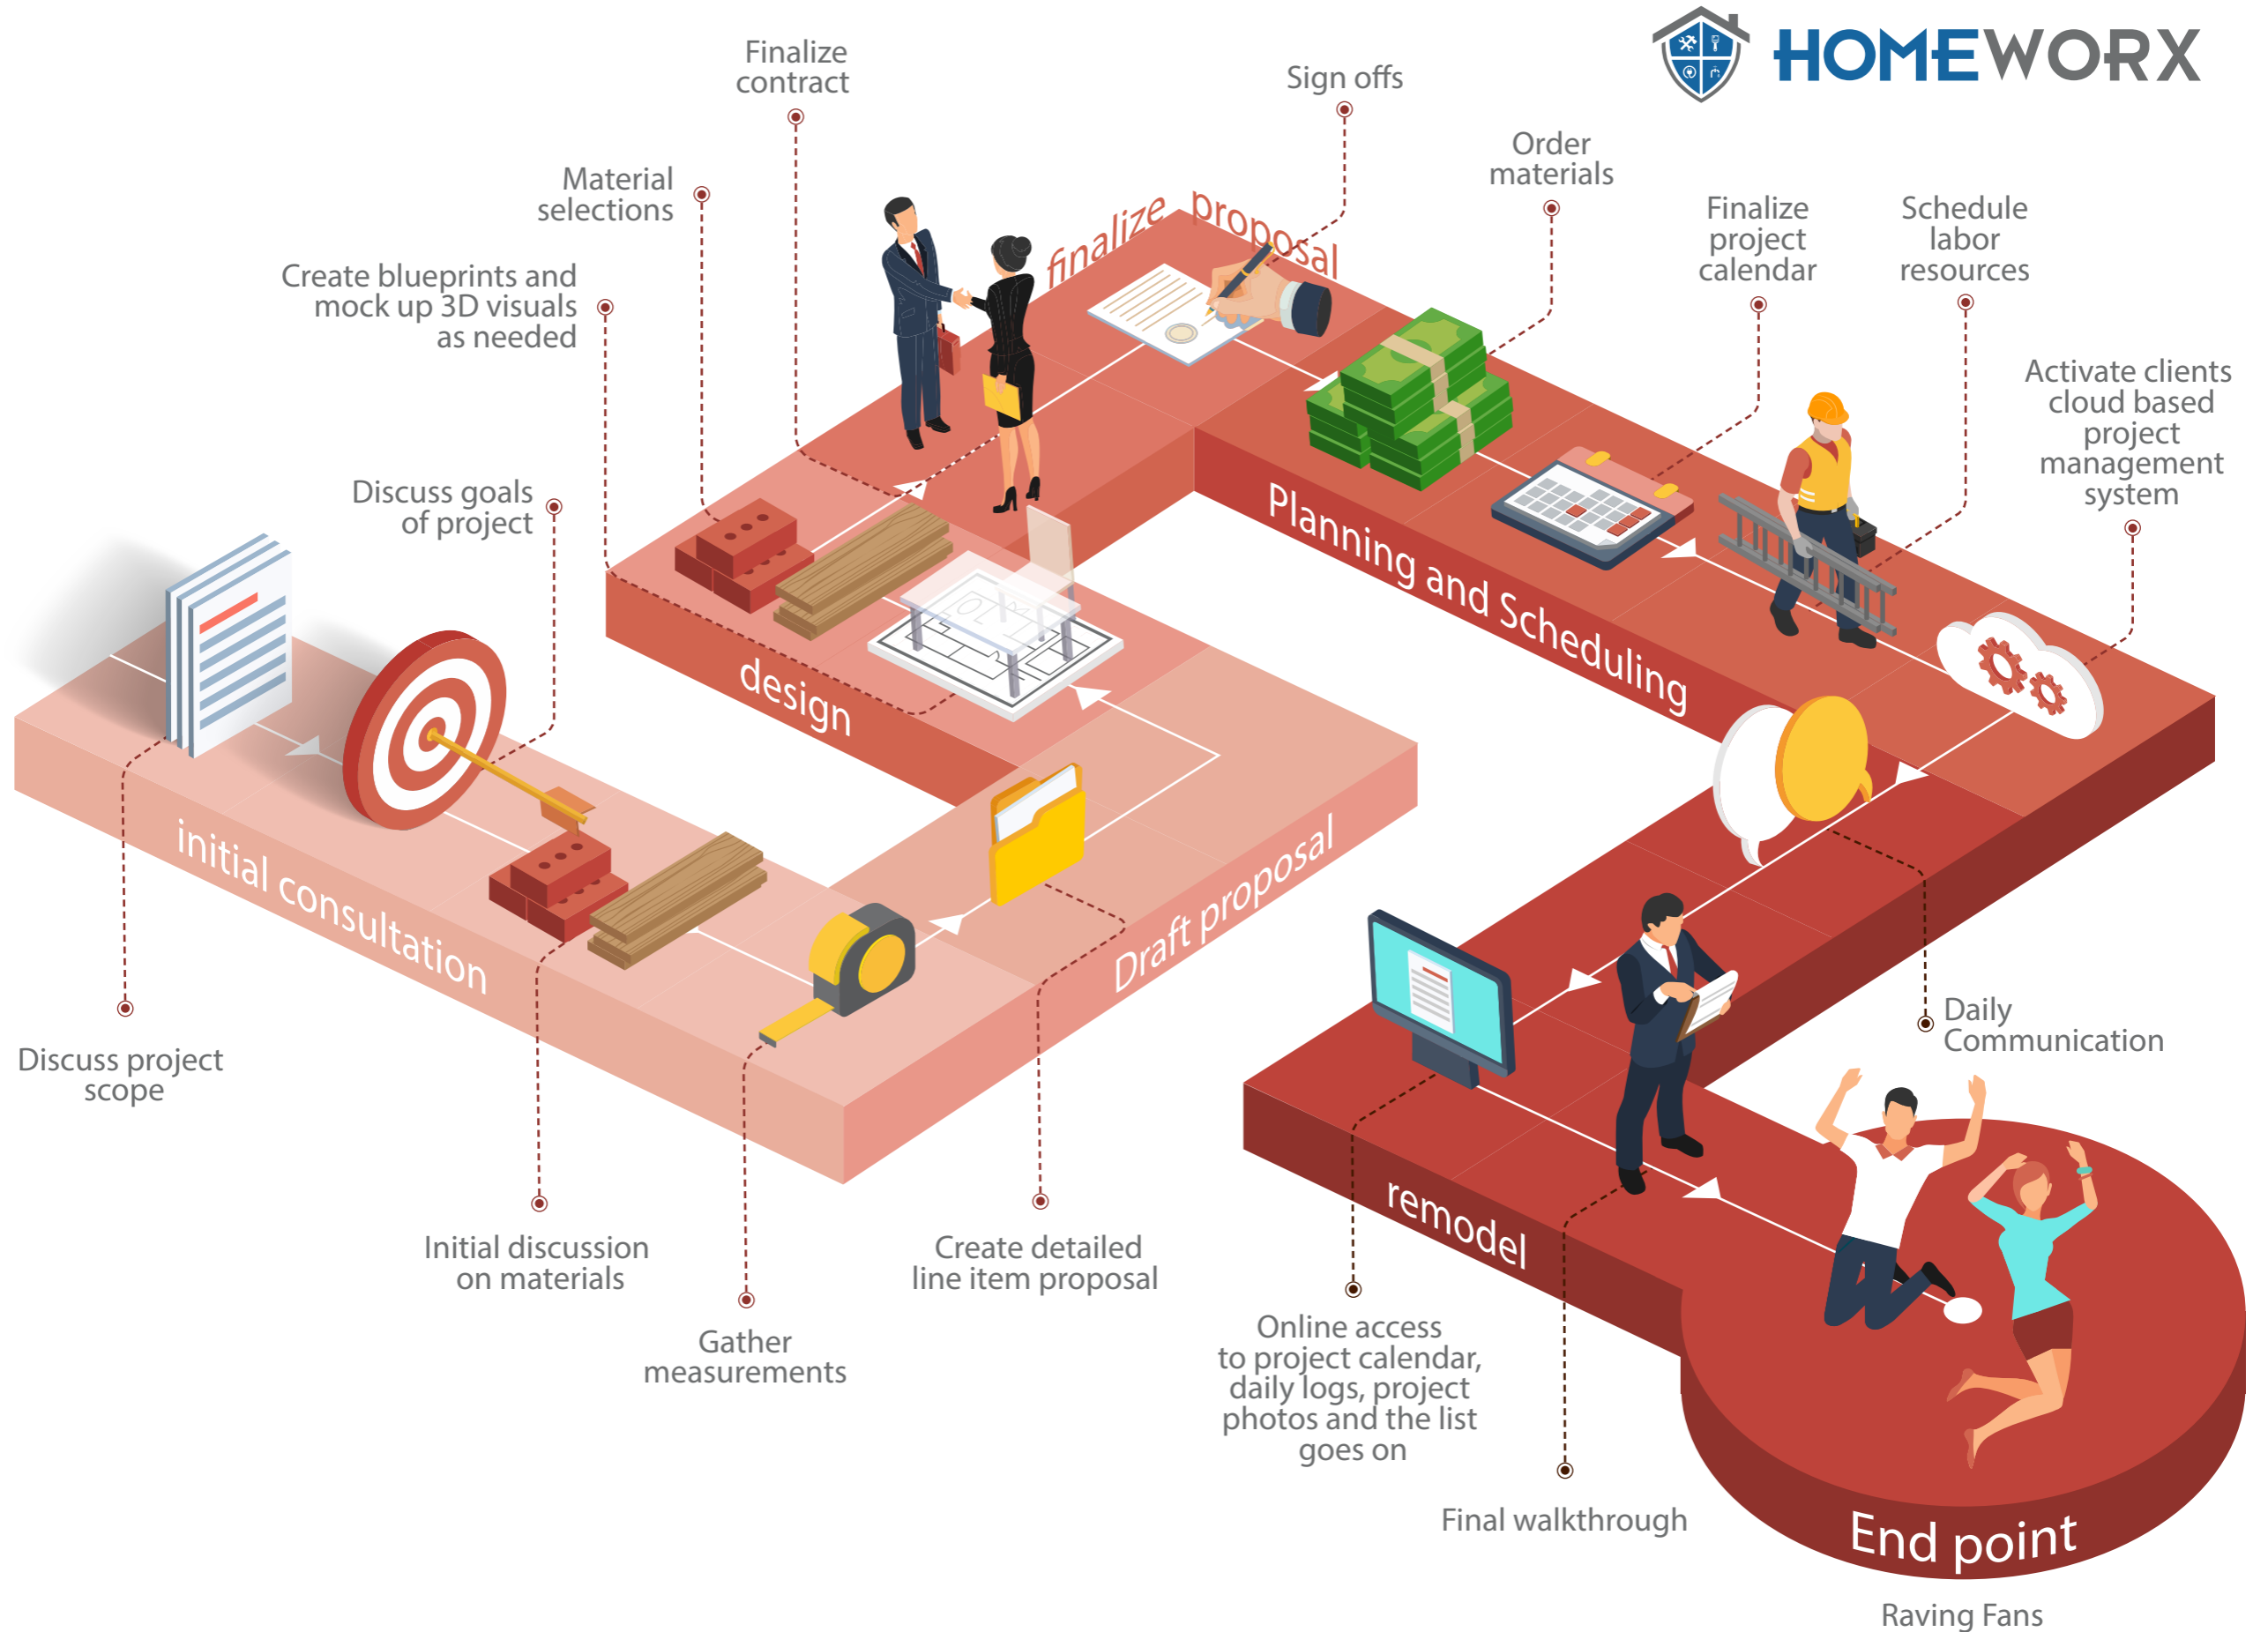 HOMEWORX
Finalize
contract
Sign offs
Order
materials
Material
selections
Finalize
project
calendar
Schedule
labor
resources
Create blueprints and
mock up 3D visuals
as needed
Activate clients
cloud based
project
management
system
Discuss goals
of project
finalize proposal
Planning and Scheduling
design
initial consultation
Draft proposal
Discuss project
scope
Daily
Communication
Initial discussion
on materials
Create detailed
line item proposal
Gather
measurements
remodel
Online access
to project calendar,
daily logs, project
photos and the list
goes on
Final walkthrough
End point
Raving Fans